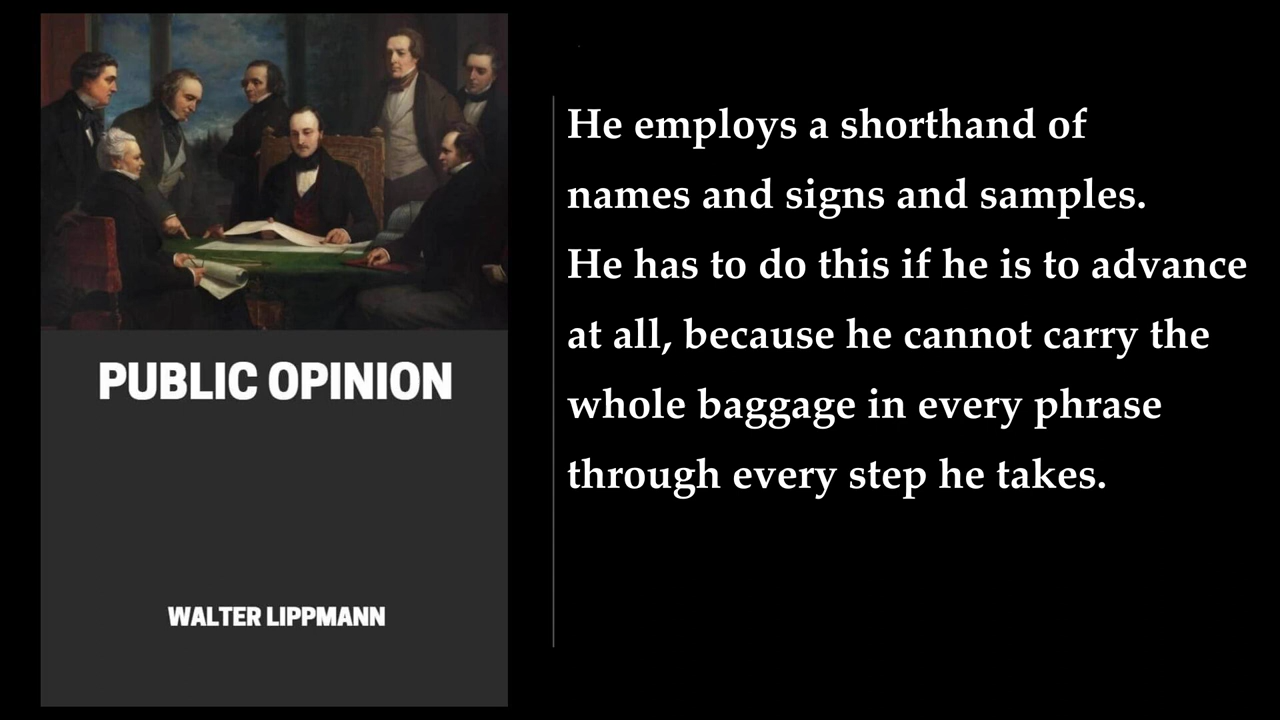 PUBLIC OPINION
WALTER LIPPMANN
He employs a shorthand of
names and signs and samples.
He has to do this if he is to advance
at all, because he cannot carry the
whole baggage in every phrase
through every step he takes.